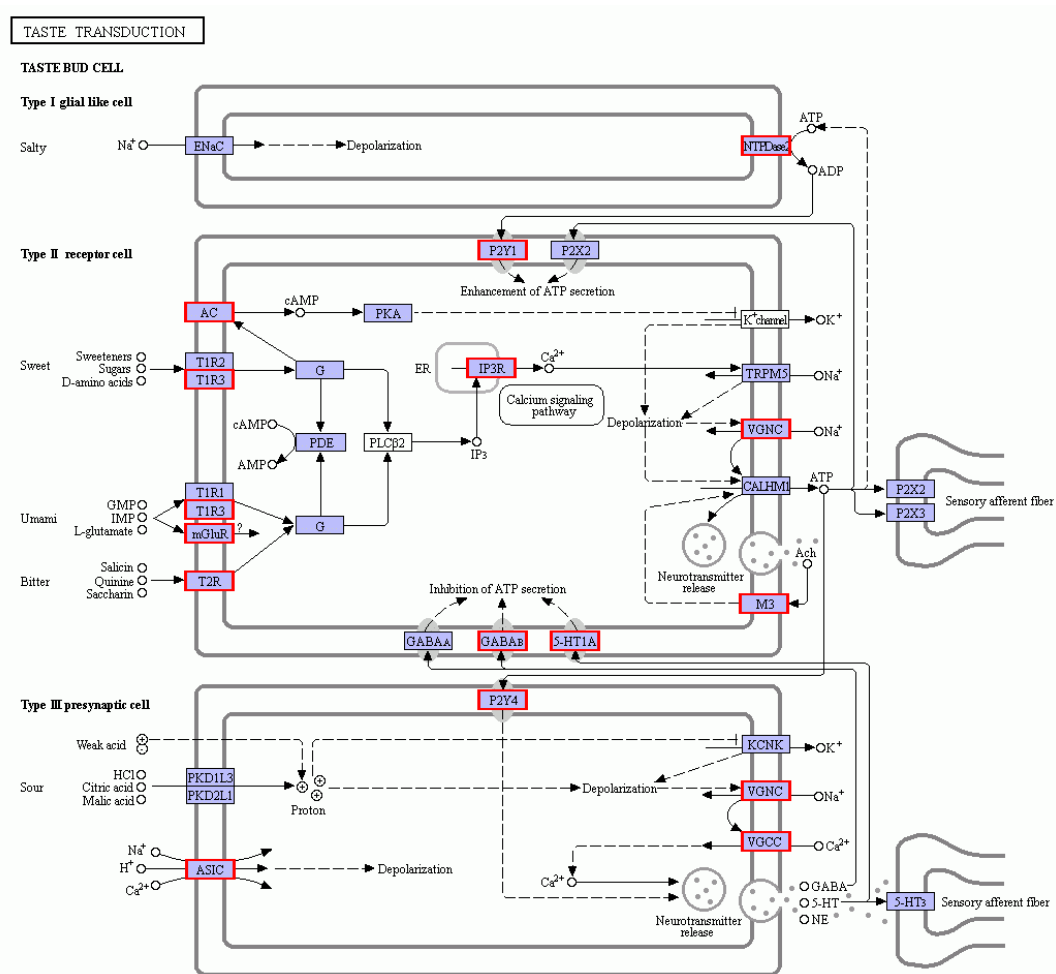 TASTE TRANSDUCTION
TASTE BUD CELL
Type I glial like cell
Salty
Na+
ENaC
Depolarization
NTPDase2
ATP
ADP
Type II receptor cell
P2Y1
P2X2
Enhancement of ATP secretion
AC
cAMP
PKA
K+ channel
K+
Sweet
Sweeteners
Sugars
D-amino acids
T1R2
T1R3
G
ER
IP3R
Ca2+
Calcium signaling
pathway
TRPM5
Na+
Depolarization
VGNC
Na+
cAMP
AMP
PDE
PLCβ2
IP3
CALHM1
ATP
P2X2
P2X3
Sensory afferent fiber
Umami
GMP
IMP
L-glutamate
T1R1
T1R3
mGluR
?
G
Bitter
Salicin
Quinine
Saccharin
T2R
Neurotransmitter
release
Ach
M3
Inhibition of ATP secretion
GABAA
GABAB
5-HT1A
Type III presynaptic cell
P2Y4
Weak acid
+
-
KCNK
K+
Sour
HCl
Citric acid
Malic acid
PKD1L3
PKD2L1
+
+
+
Proton
Depolarization
VGNC
Na+
VGCC
Ca2+
Na+
H+
Ca2+
ASIC
Depolarization
Ca2+
Neurotransmitter
release
GABA
5-HT
NE
5-HT3
Sensory afferent fiber